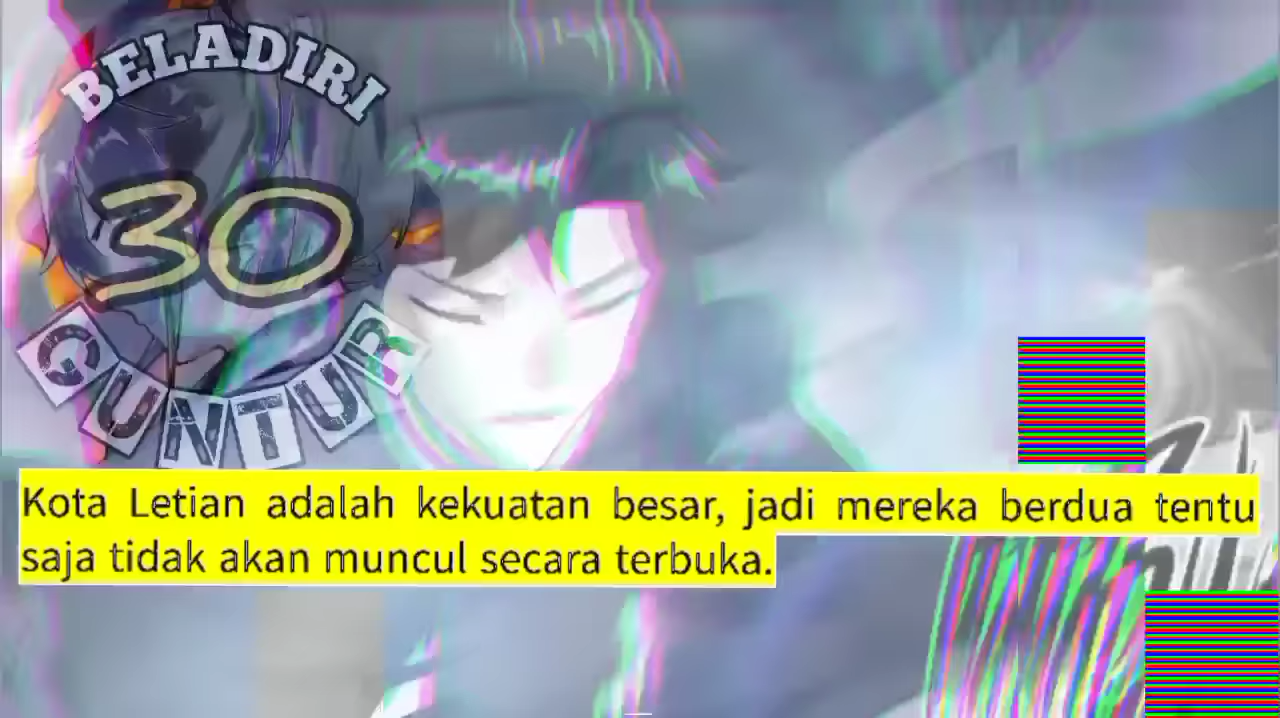 BELADIRI
30
GUNTUR
Kota Letian adalah kekuatan besar, jadi mereka berdua tentu
saja tidak akan muncul secara terbuka.